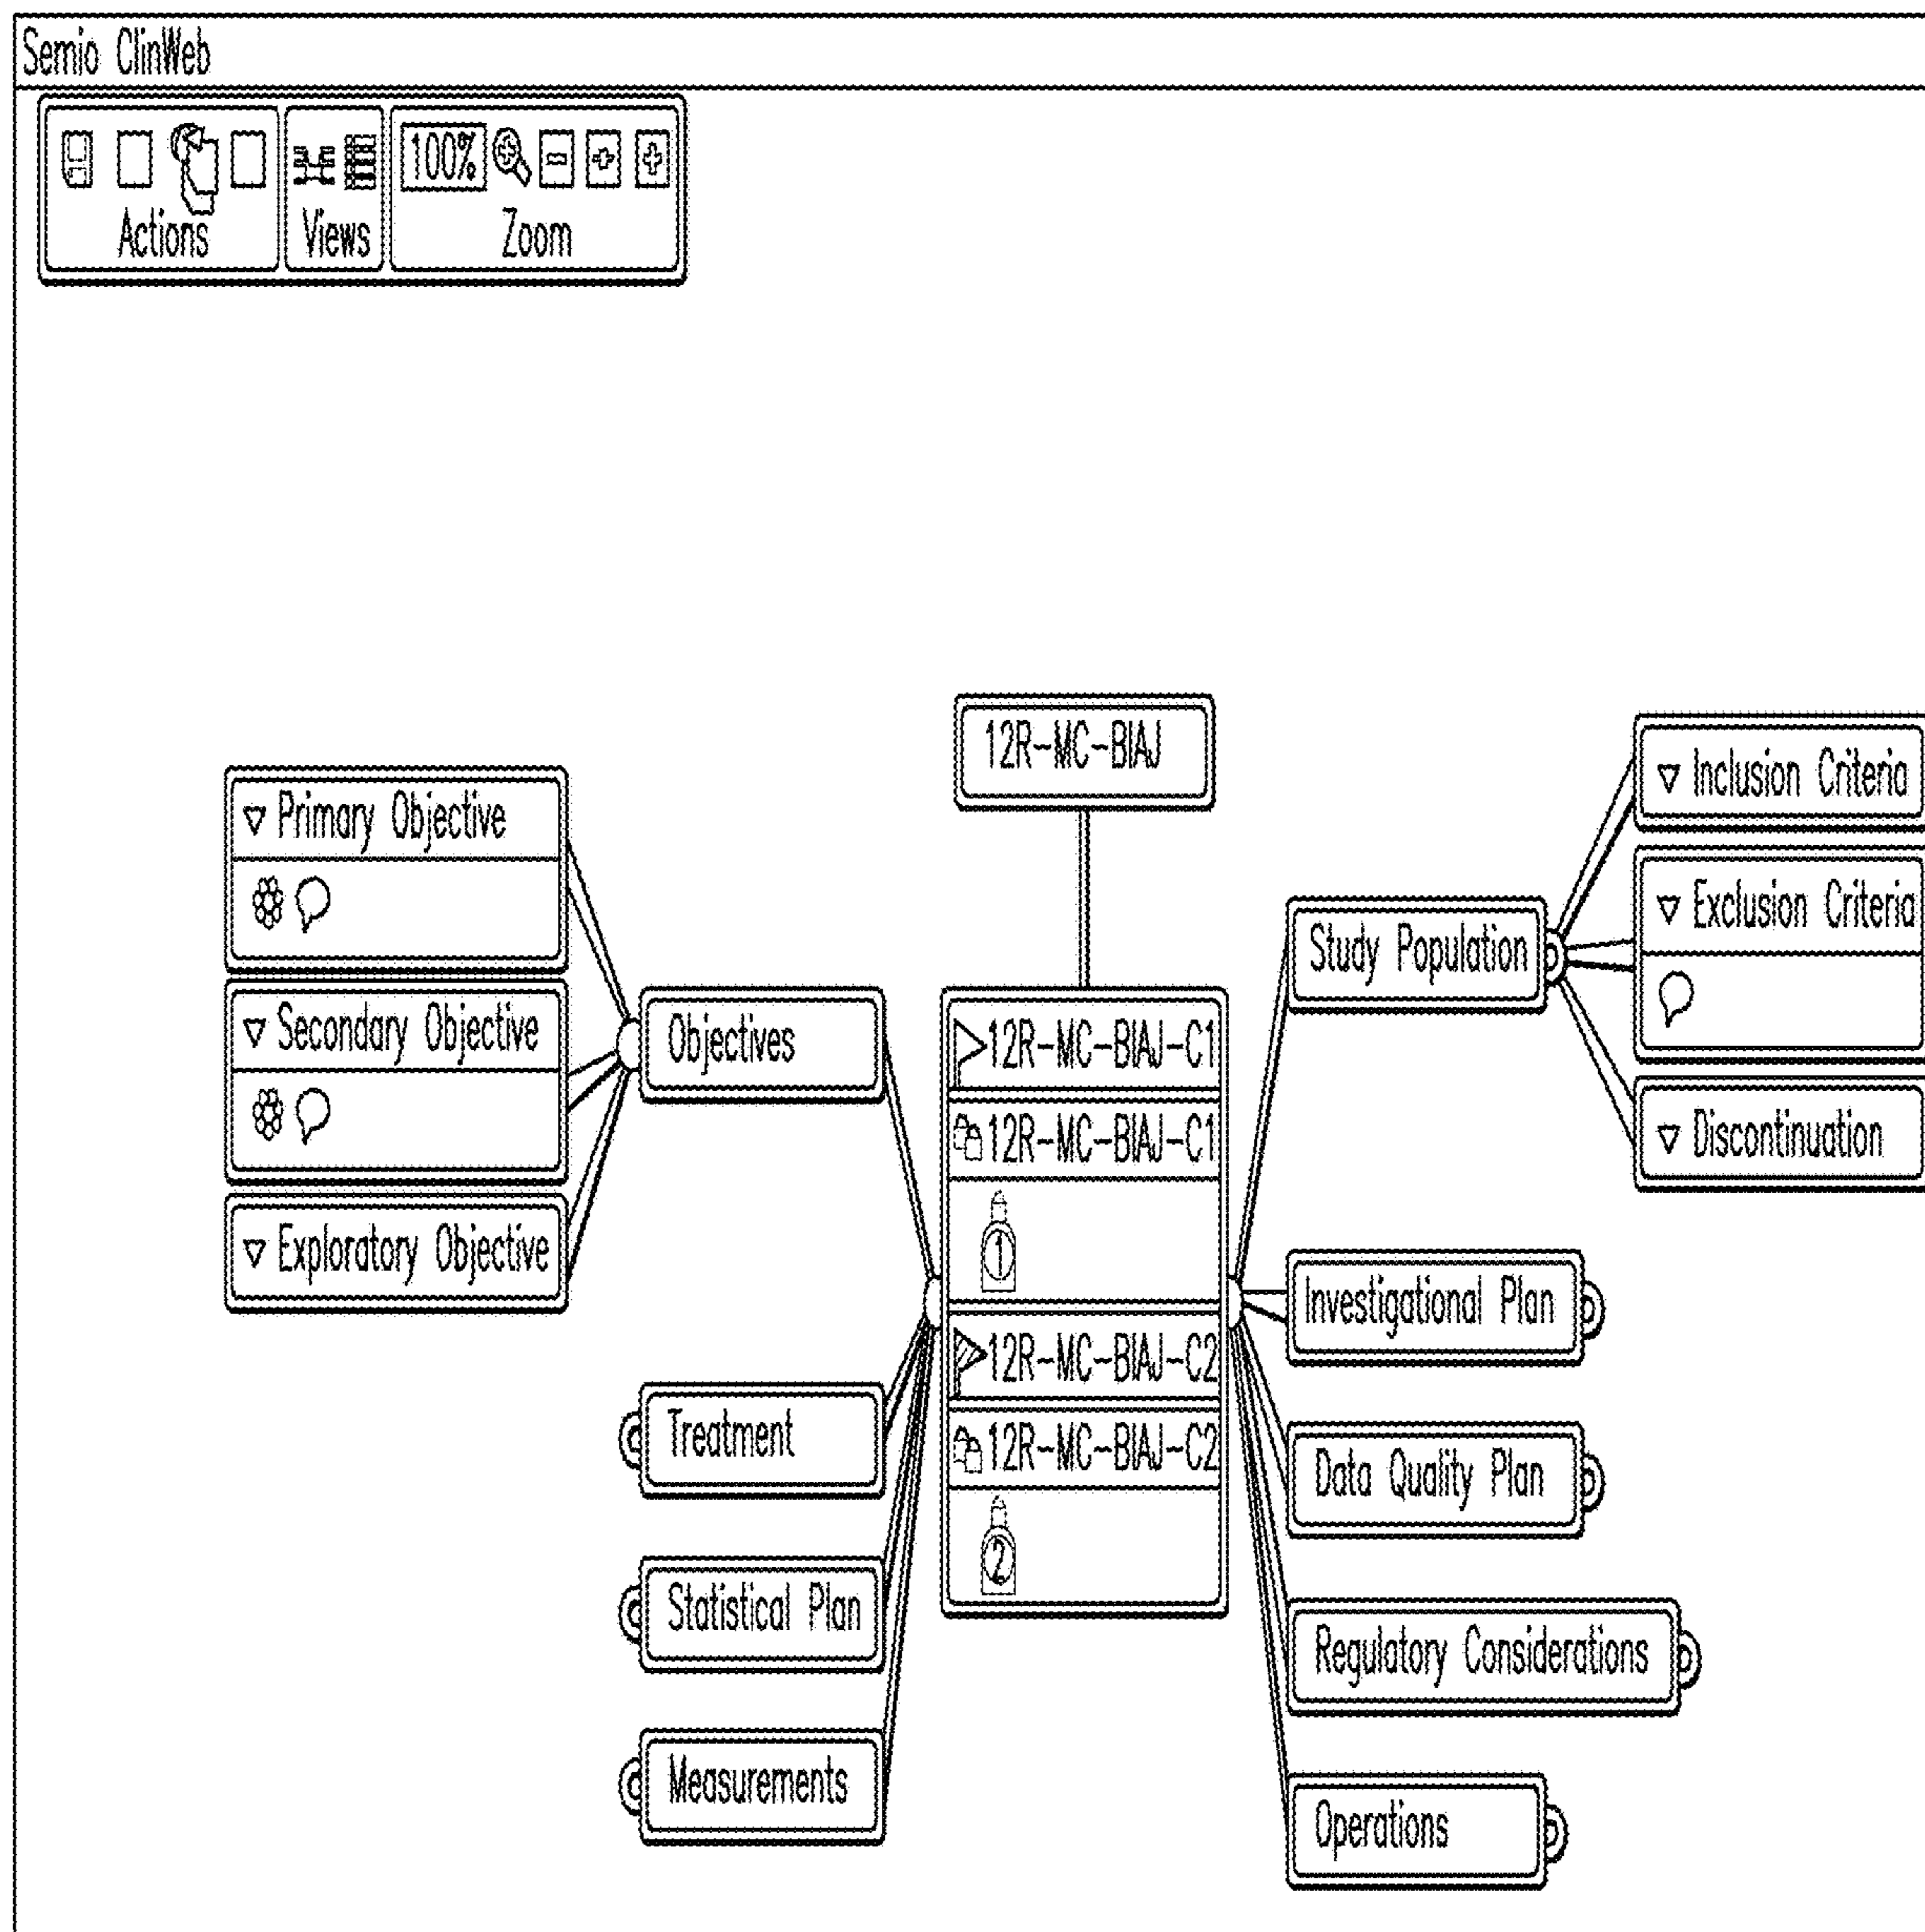 Semio ClinWeb
100%
Actions
Views
Zoom
12R-MC-BIAJ
Primary Objective
Secondary Objective
Exploratory Objective
Objectives
Treatment
Statistical Plan
Measurements
12R-MC-BIAJ-C1
12R-MC-BIAJ-C1
1
12R-MC-BIAJ-C2
12R-MC-BIAJ-C2
2
Study Population
Inclusion Criteria
Exclusion Criteria
Discontinuation
Investigational Plan
Data Quality Plan
Regulatory Considerations
Operations